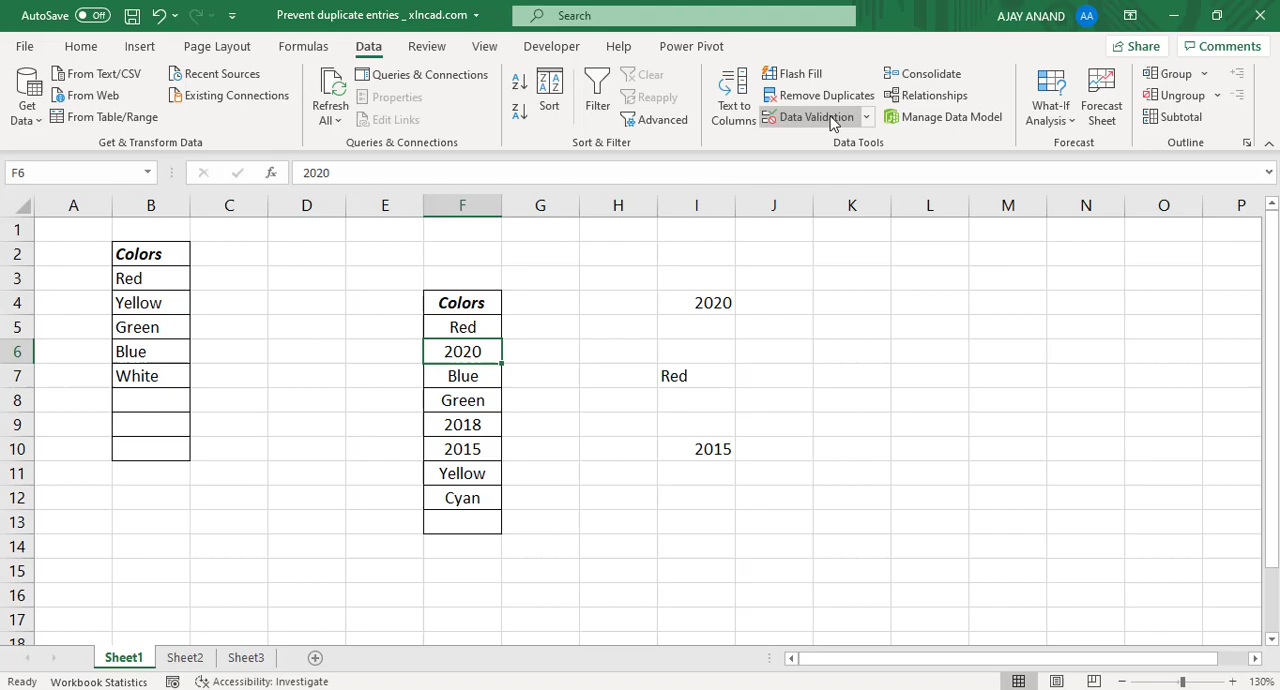 AutoSave Off Prevent duplicate entries _ xlncad.com Search AJAY ANAND AA
File Home Insert Page Layout Formulas Data Review View Developer Help Power Pivot Share Comments
Get Data From Text/CSV Recent Sources Refresh All Queries & Connections Sort Filter Clear Text to Columns Flash Fill Consolidate What-If Analysis Forecast Sheet Group
From Web Existing Connections Properties Reapply Remove Duplicates Relationships Ungroup
From Table/Range Edit Links Advanced Data Validation Manage Data Model Subtotal
Get & Transform Data Queries & Connections Sort & Filter Data Tools Forecast Outline
F6 fx 2020
A B C D E F G H I J K L M N O P
1
2 Colors
3 Red
4 Yellow Colors 2020
5 Green Red
6 Blue 2020
7 White Blue Red
8 Green
9 2018
10 2015 2015
11 Yellow
12 Cyan
13
14
15
16
17
18
Sheet1 Sheet2 Sheet3
Ready Workbook Statistics Accessibility: Investigate 130%